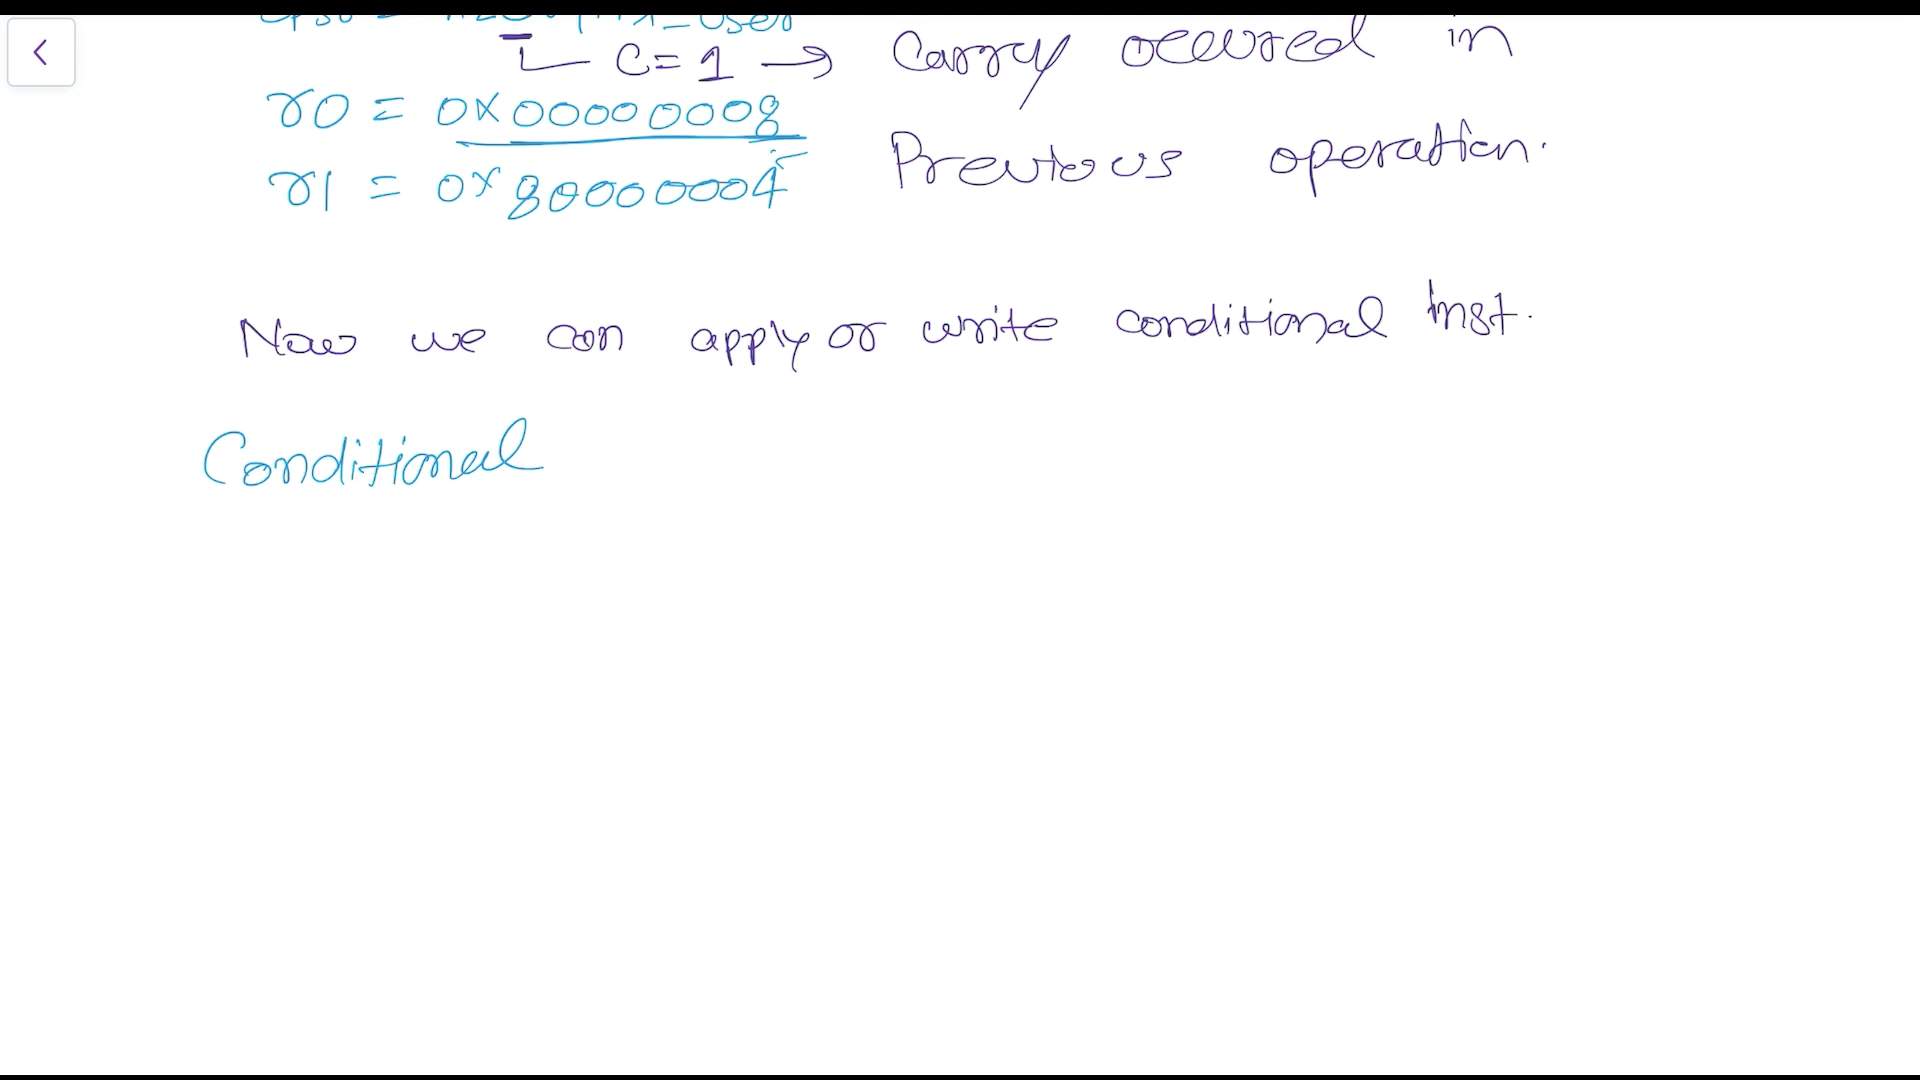 C=1 → Carry occured in
r0 = 0x00000008
Previous operation.
r1 = 0x80000004
Now we can apply or write conditional inst.
Conditional